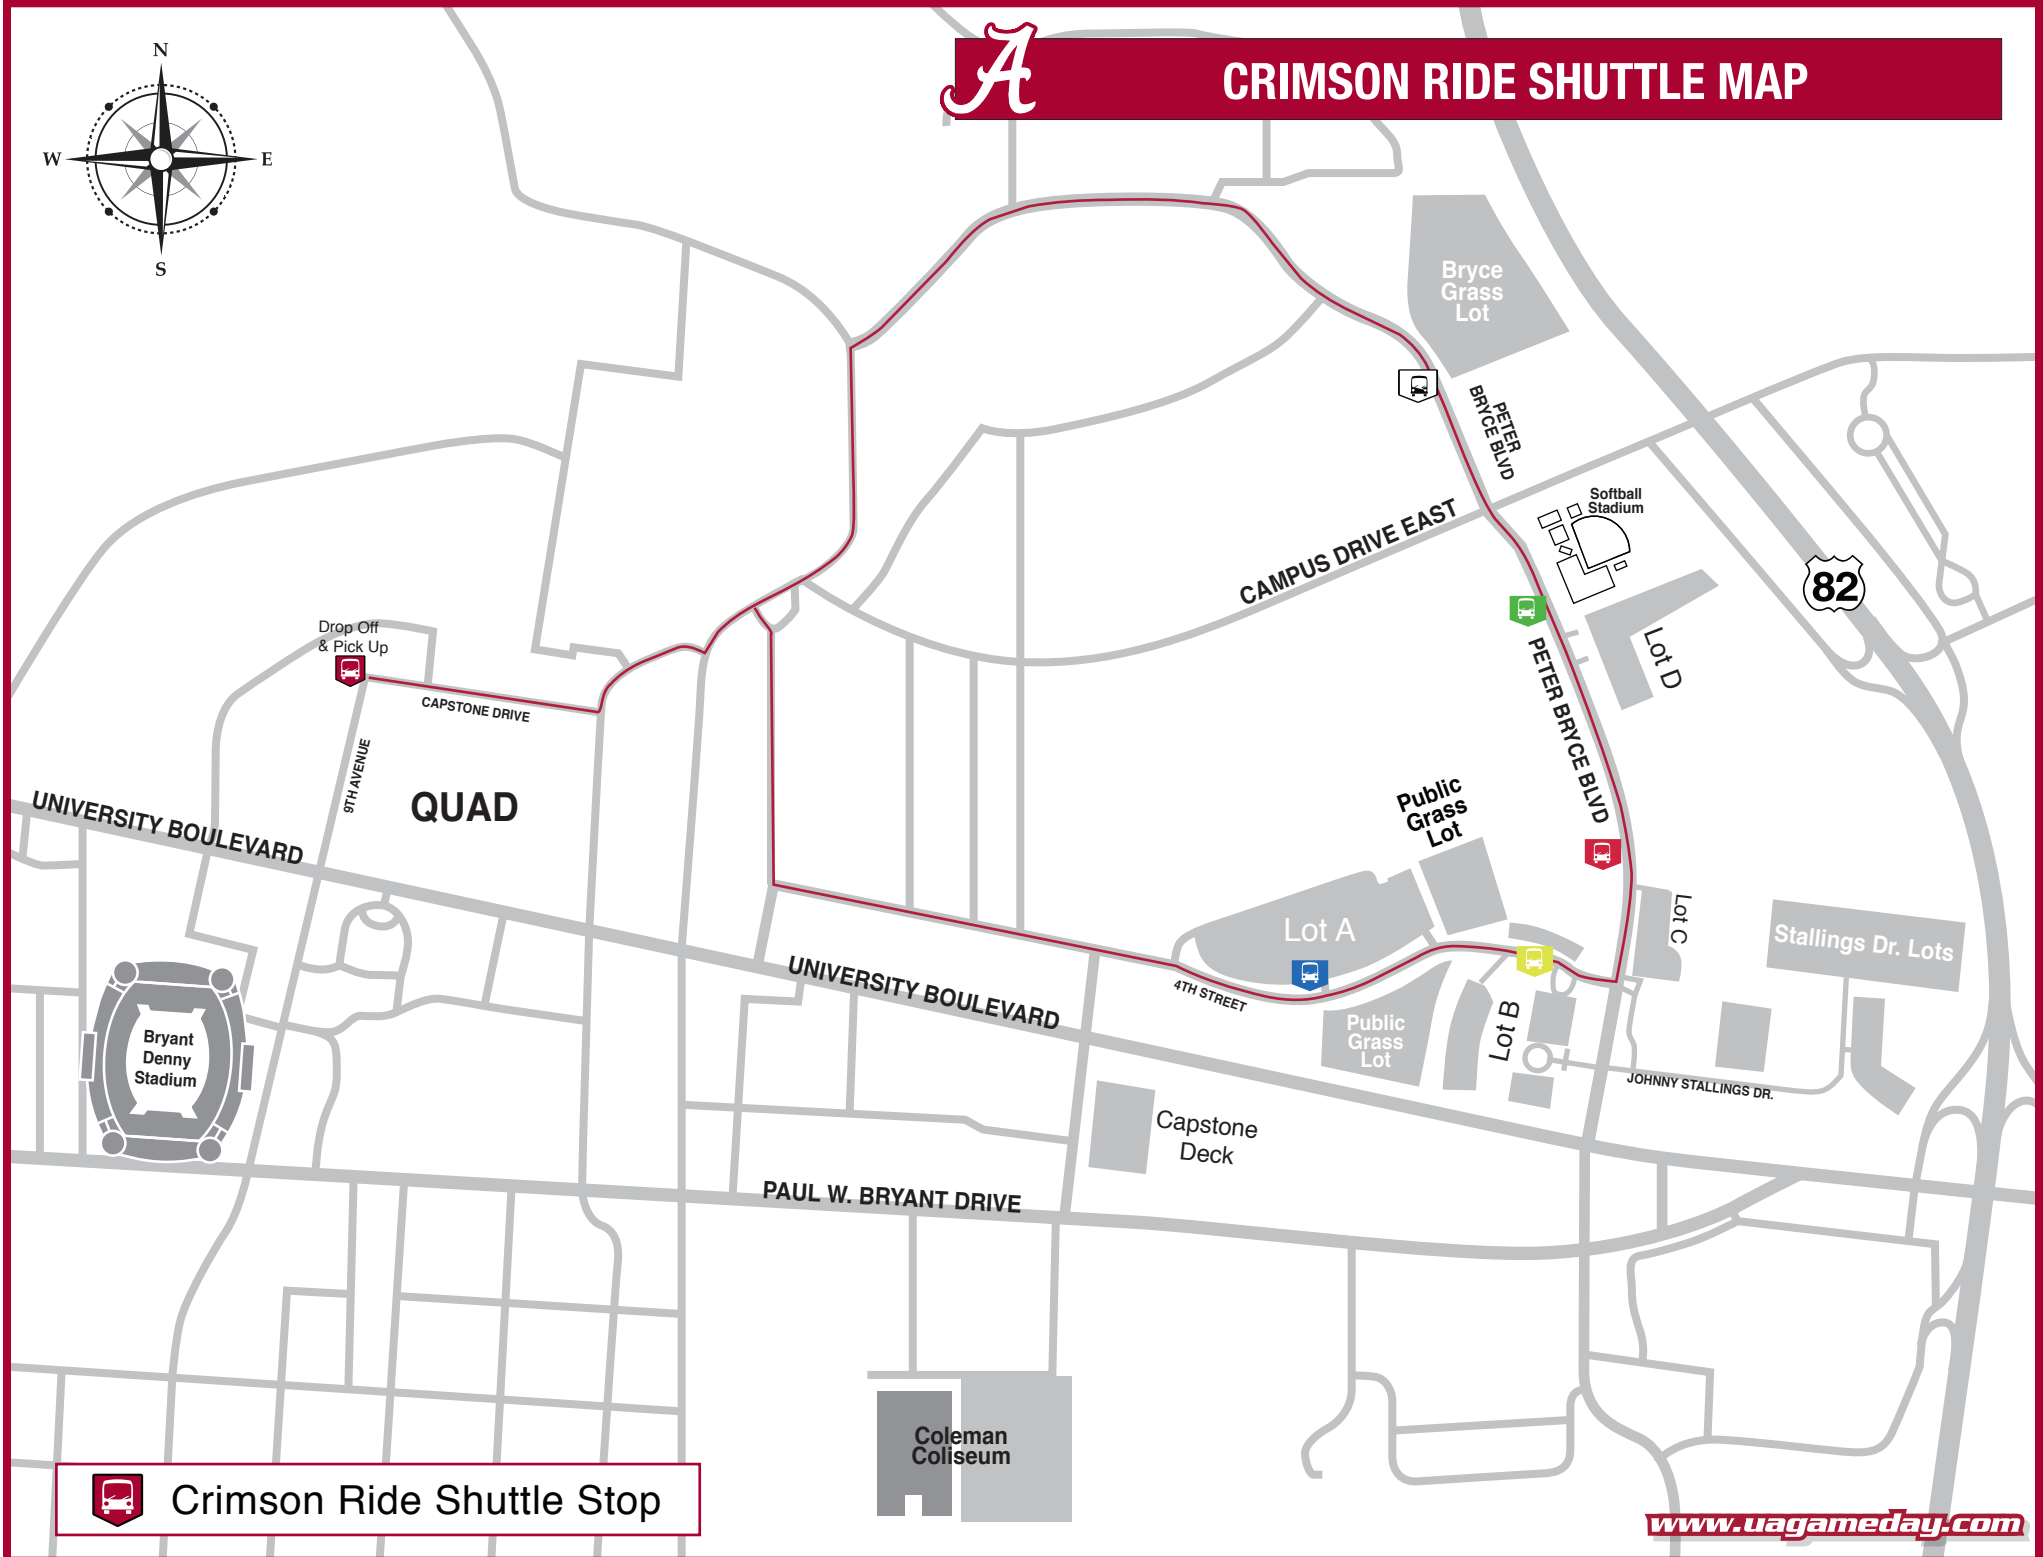 N
W
E
S
A
CRIMSON RIDE SHUTTLE MAP
Bryce
Grass
Lot
PETER
BRYCE BLVD
Softball
Stadium
CAMPUS DRIVE EAST
82
Drop Off
& Pick Up
CAPSTONE DRIVE
Lot D
PETER BRYCE BLVD
9TH AVENUE
QUAD
UNIVERSITY BOULEVARD
Public
Grass
Lot
Lot A
Lot C
Stallings Dr. Lots
UNIVERSITY BOULEVARD
4TH STREET
Public
Grass
Lot
Lot B
Bryant
Denny
Stadium
JOHNNY STALLINGS DR.
Capstone
Deck
PAUL W. BRYANT DRIVE
Coleman
Coliseum
Crimson Ride Shuttle Stop
www.uagameday.com